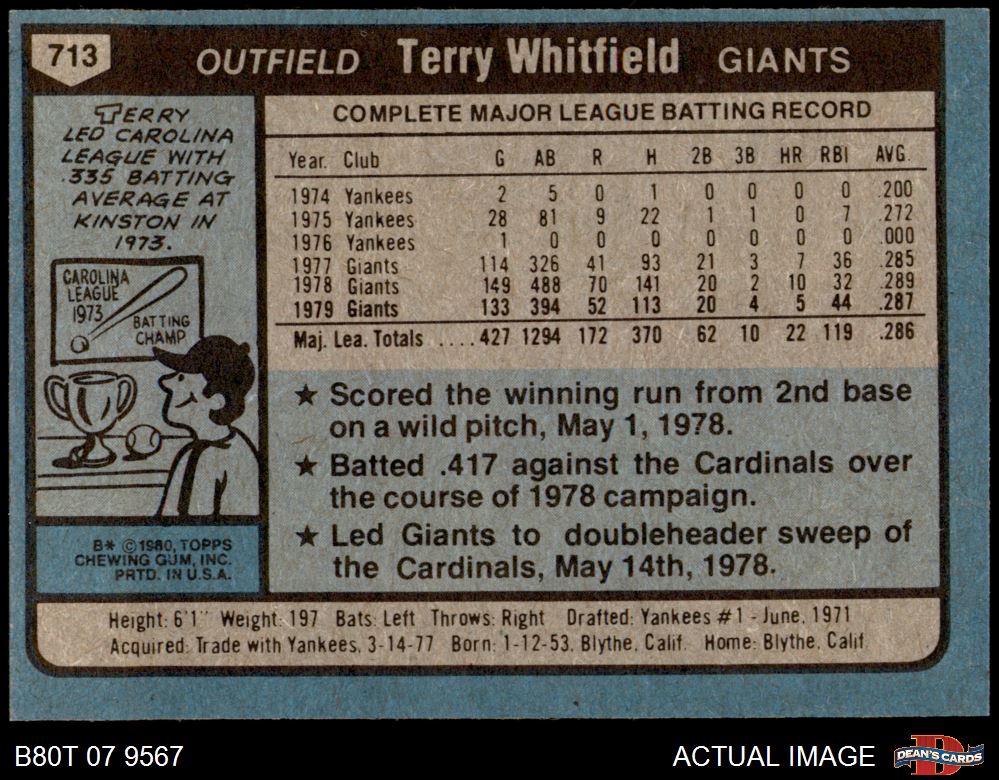 713 OUTFIELD Terry Whitfield GIANTS
TERRY
LED CAROLINA
LEAGUE WITH
.335 BATTING
AVERAGE AT
KINSTON IN
1973.
CAROLINA
LEAGUE
1973
BATTING
CHAMP
B* © 1980, TOPPS
CHEWING GUM, INC.
PRTD. IN U.S.A.
COMPLETE MAJOR LEAGUE BATTING RECORD
Year. Club G AB R H 2B 3B HR RBI AVG.
1974 Yankees 2 5 0 1 0 0 0 0 .200
1975 Yankees 28 81 9 22 1 1 0 7 .272
1976 Yankees 1 0 0 0 0 0 0 0 .000
1977 Giants 114 326 41 93 21 3 7 36 .285
1978 Giants 149 488 70 141 20 2 10 32 .289
1979 Giants 133 394 52 113 20 4 5 44 .287
Maj. Lea. Totals ....427 1294 172 370 62 10 22 119 .286
★ Scored the winning run from 2nd base
on a wild pitch, May 1, 1978.
★ Batted .417 against the Cardinals over
the course of 1978 campaign.
★ Led Giants to doubleheader sweep of
the Cardinals, May 14th, 1978.
Height: 6'1" Weight: 197 Bats: Left Throws: Right Drafted: Yankees #1 - June, 1971
Acquired: Trade with Yankees, 3-14-77 Born: 1-12-53, Blythe, Calif. Home: Blythe, Calif.
B80T 07 9567 ACTUAL IMAGE DEAN'S CARDS